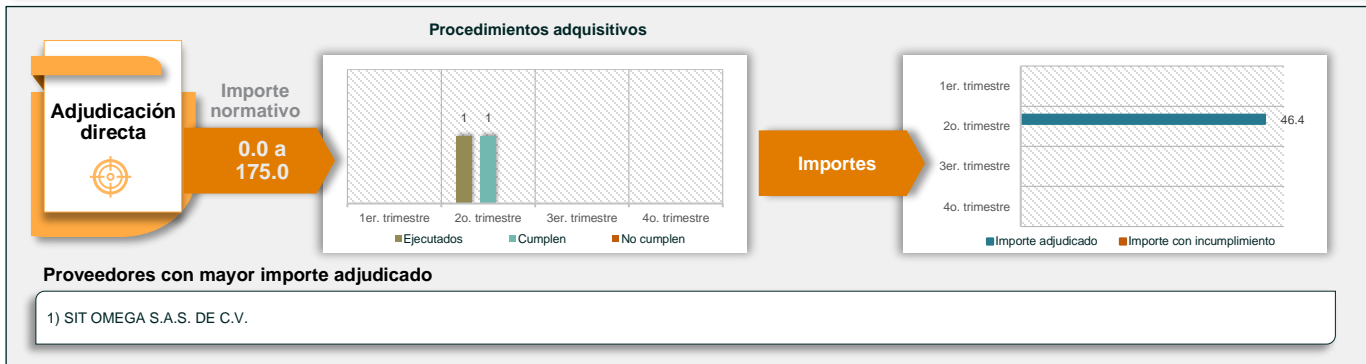 Procedimientos adquisitivos
Adjudicación
directa
Importe
normativo
0.0 a
175.0
1 1
1er. trimestre 2o. trimestre 3er. trimestre 4o. trimestre
Ejecutados Cumplen No cumplen
Importes
1er. trimestre
2o. trimestre 46.4
3er. trimestre
4o. trimestre
Importe adjudicado Importe con incumplimiento
Proveedores con mayor importe adjudicado
1) SIT OMEGA S.A.S. DE C.V.